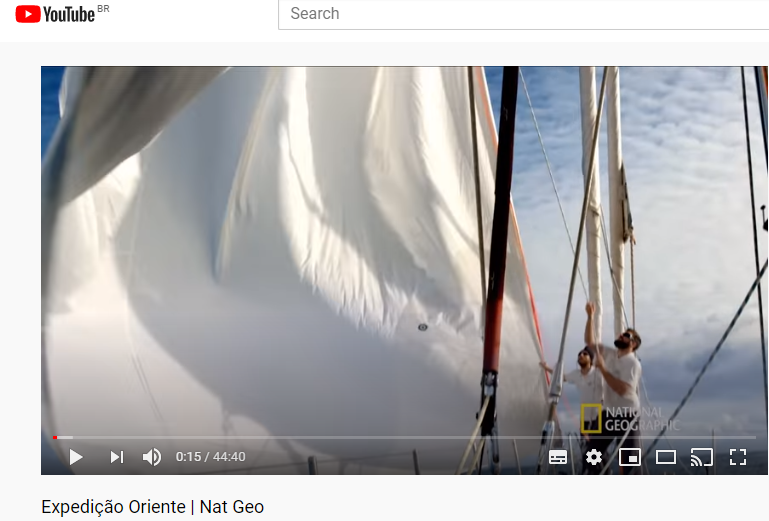 YouTube BR
Search
NATIONAL
GEOGRAPHIC
0:15 / 44:40
Expedição Oriente | Nat Geo